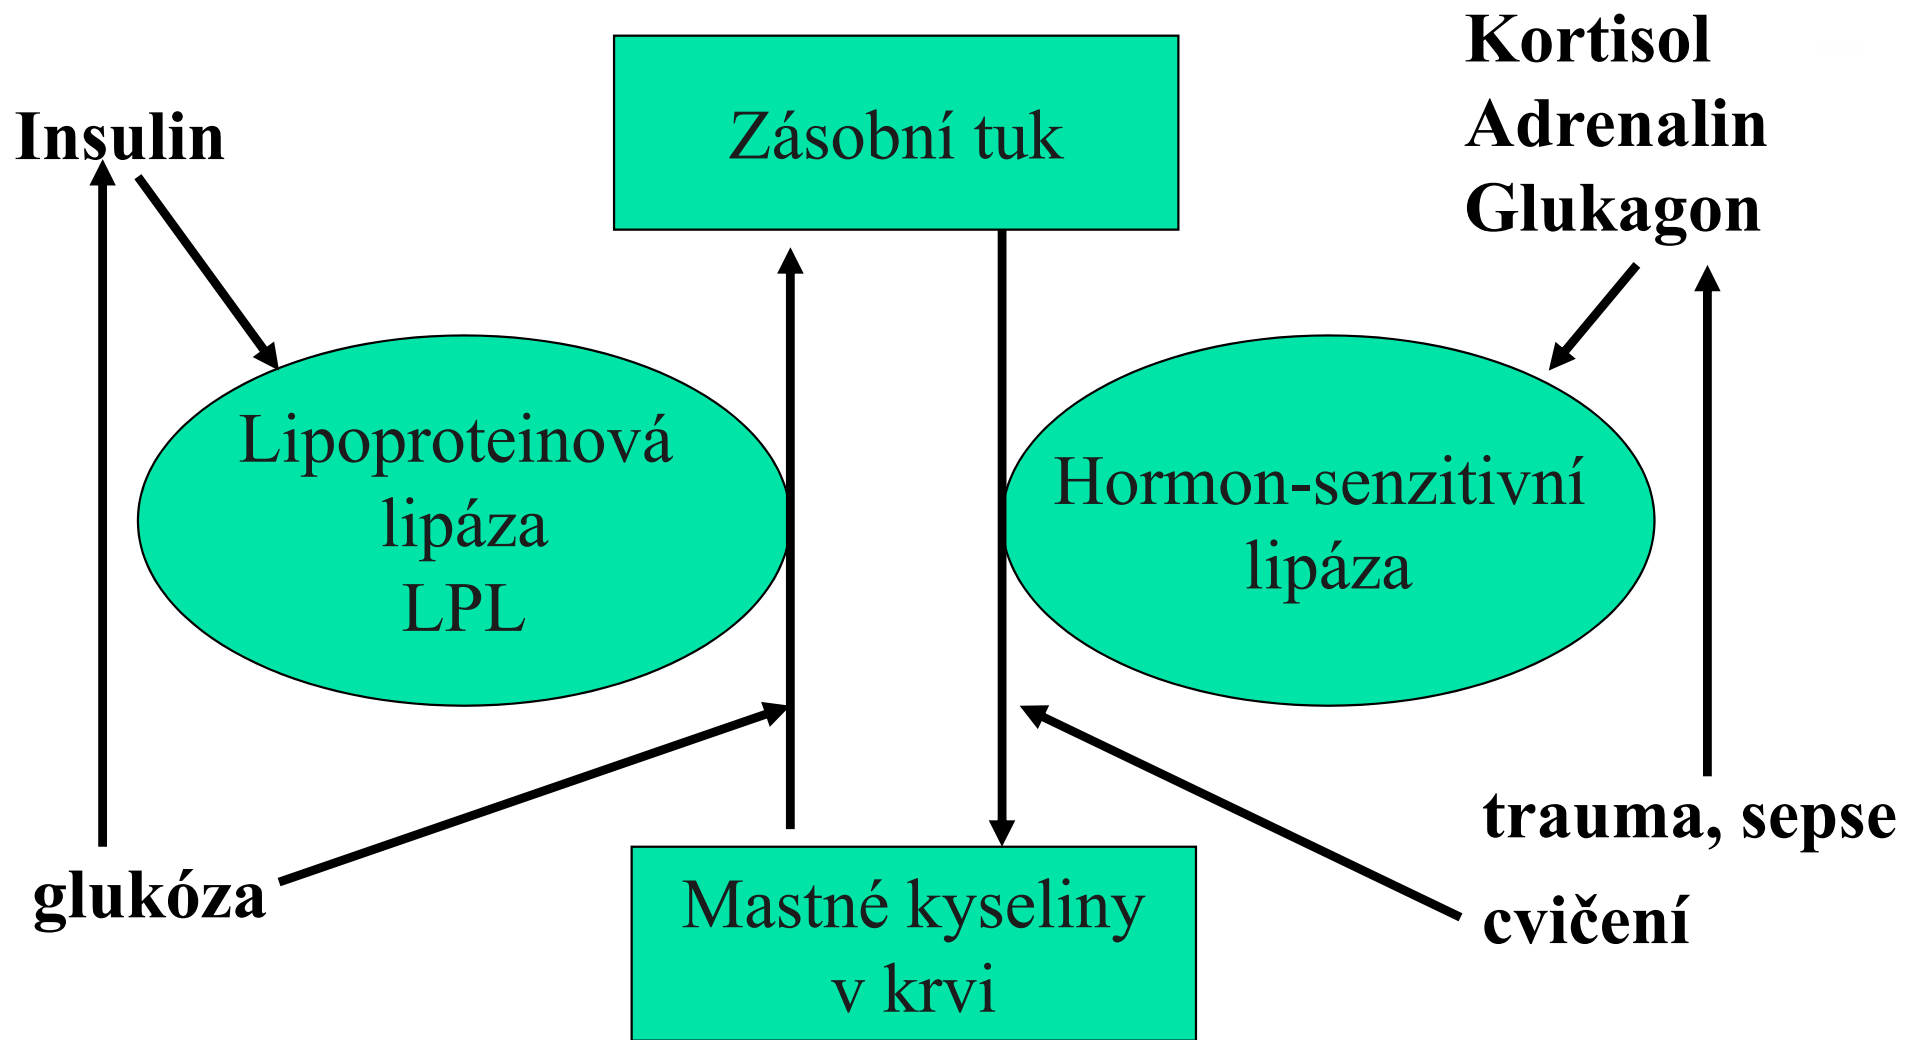 Kortisol
Adrenalin
Glukagon
Insulin
Zásobní tuk
Lipoproteinová
lipáza
LPL
Hormon-senzitivní
lipáza
trauma, sepse
glukóza
cvičení
Mastné kyseliny
v krvi